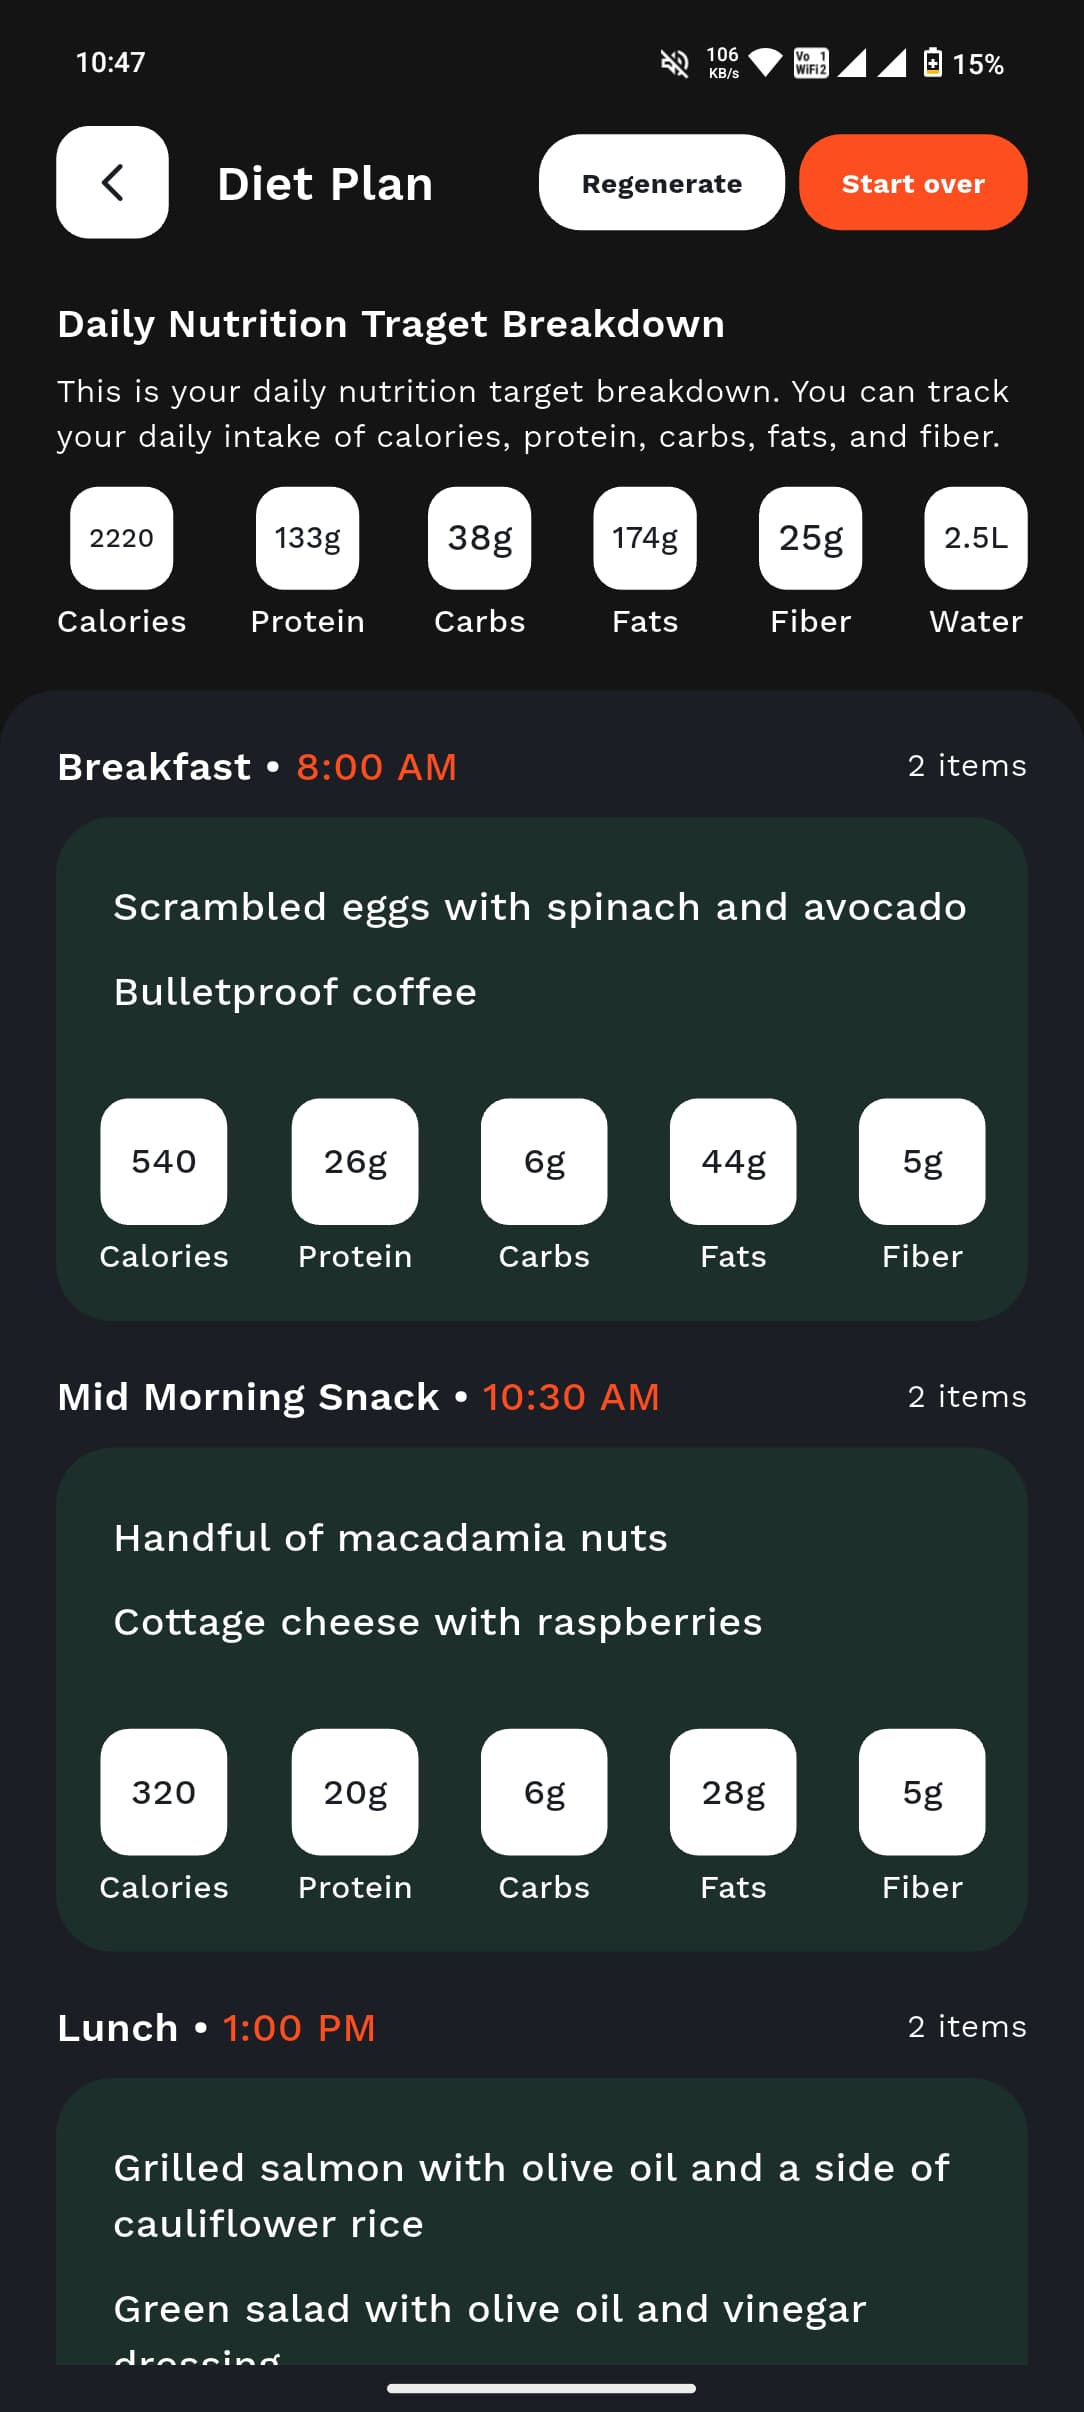 10:47
106
KB/s
Vo 1
WiFi2
15%
Diet Plan
Regenerate
Start over
Daily Nutrition Traget Breakdown
This is your daily nutrition target breakdown. You can track
your daily intake of calories, protein, carbs, fats, and fiber.
2220 133g 38g 174g 25g 2.5L
Calories Protein Carbs Fats Fiber Water
Breakfast • 8:00 AM 2 items
Scrambled eggs with spinach and avocado
Bulletproof coffee
540 26g 6g 44g 5g
Calories Protein Carbs Fats Fiber
Mid Morning Snack • 10:30 AM 2 items
Handful of macadamia nuts
Cottage cheese with raspberries
320 20g 6g 28g 5g
Calories Protein Carbs Fats Fiber
Lunch • 1:00 PM 2 items
Grilled salmon with olive oil and a side of
cauliflower rice
Green salad with olive oil and vinegar
dressing